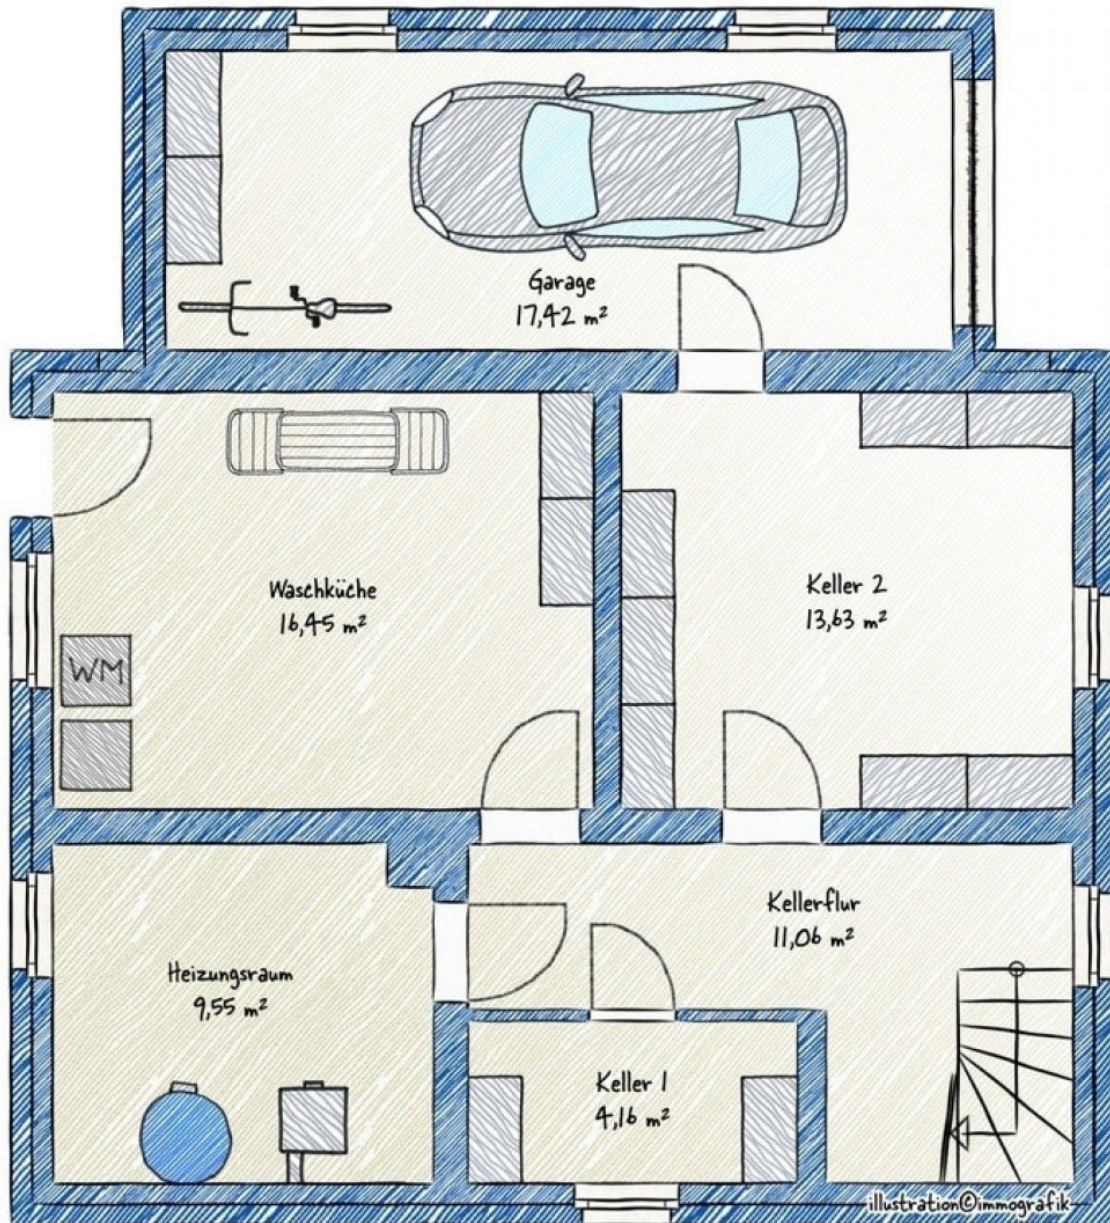 Garage
17,42 m²
Waschküche
16,45 m²
Keller 2
13,63 m²
WM
Kellerflur
11,06 m²
Heizungsraum
9,55 m²
Keller 1
4,16 m²
illustration©immografik